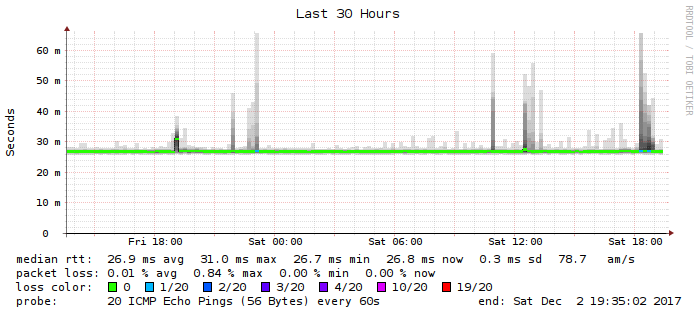 Last 30 Hours
RRDTOOL / TOBI OETIKER
Seconds
60 m
50 m
40 m
30 m
20 m
10 m
0
Fri 18:00 Sat 00:00 Sat 06:00 Sat 12:00 Sat 18:00
median rtt: 26.9 ms avg 31.0 ms max 26.7 ms min 26.8 ms now 0.3 ms sd 78.7 am/s
packet loss: 0.01 % avg 0.84 % max 0.00 % min 0.00 % now
loss color: 0 1/20 2/20 3/20 4/20 10/20 19/20
probe: 20 ICMP Echo Pings (56 Bytes) every 60s end: Sat Dec 2 19:35:02 2017